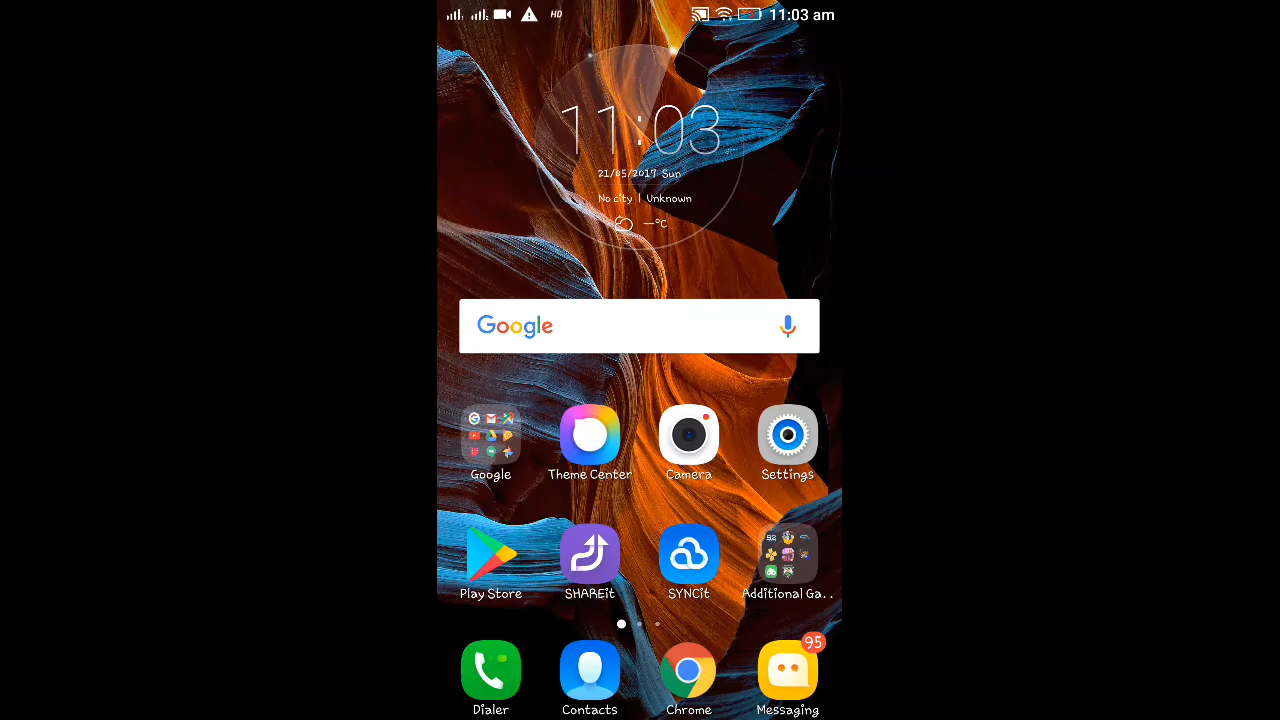 HD 11:03 am
11:03
21/05/2017 Sun
No city | Unknown
—°C
Google
Google Theme Center Camera Settings
Play Store SHAREit SYNCit Additional Ga..
95
Dialer Contacts Chrome Messaging